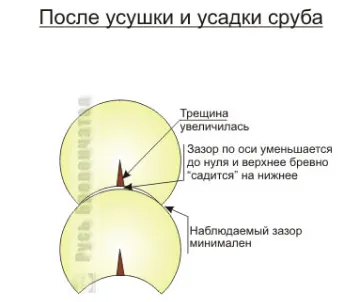 После усушки и усадки сруба
Трещина
увеличилась
Зазор по оси уменьшается
до нуля и верхнее бревно
“садится” на нижнее
Наблюдаемый зазор
минимален
Русь